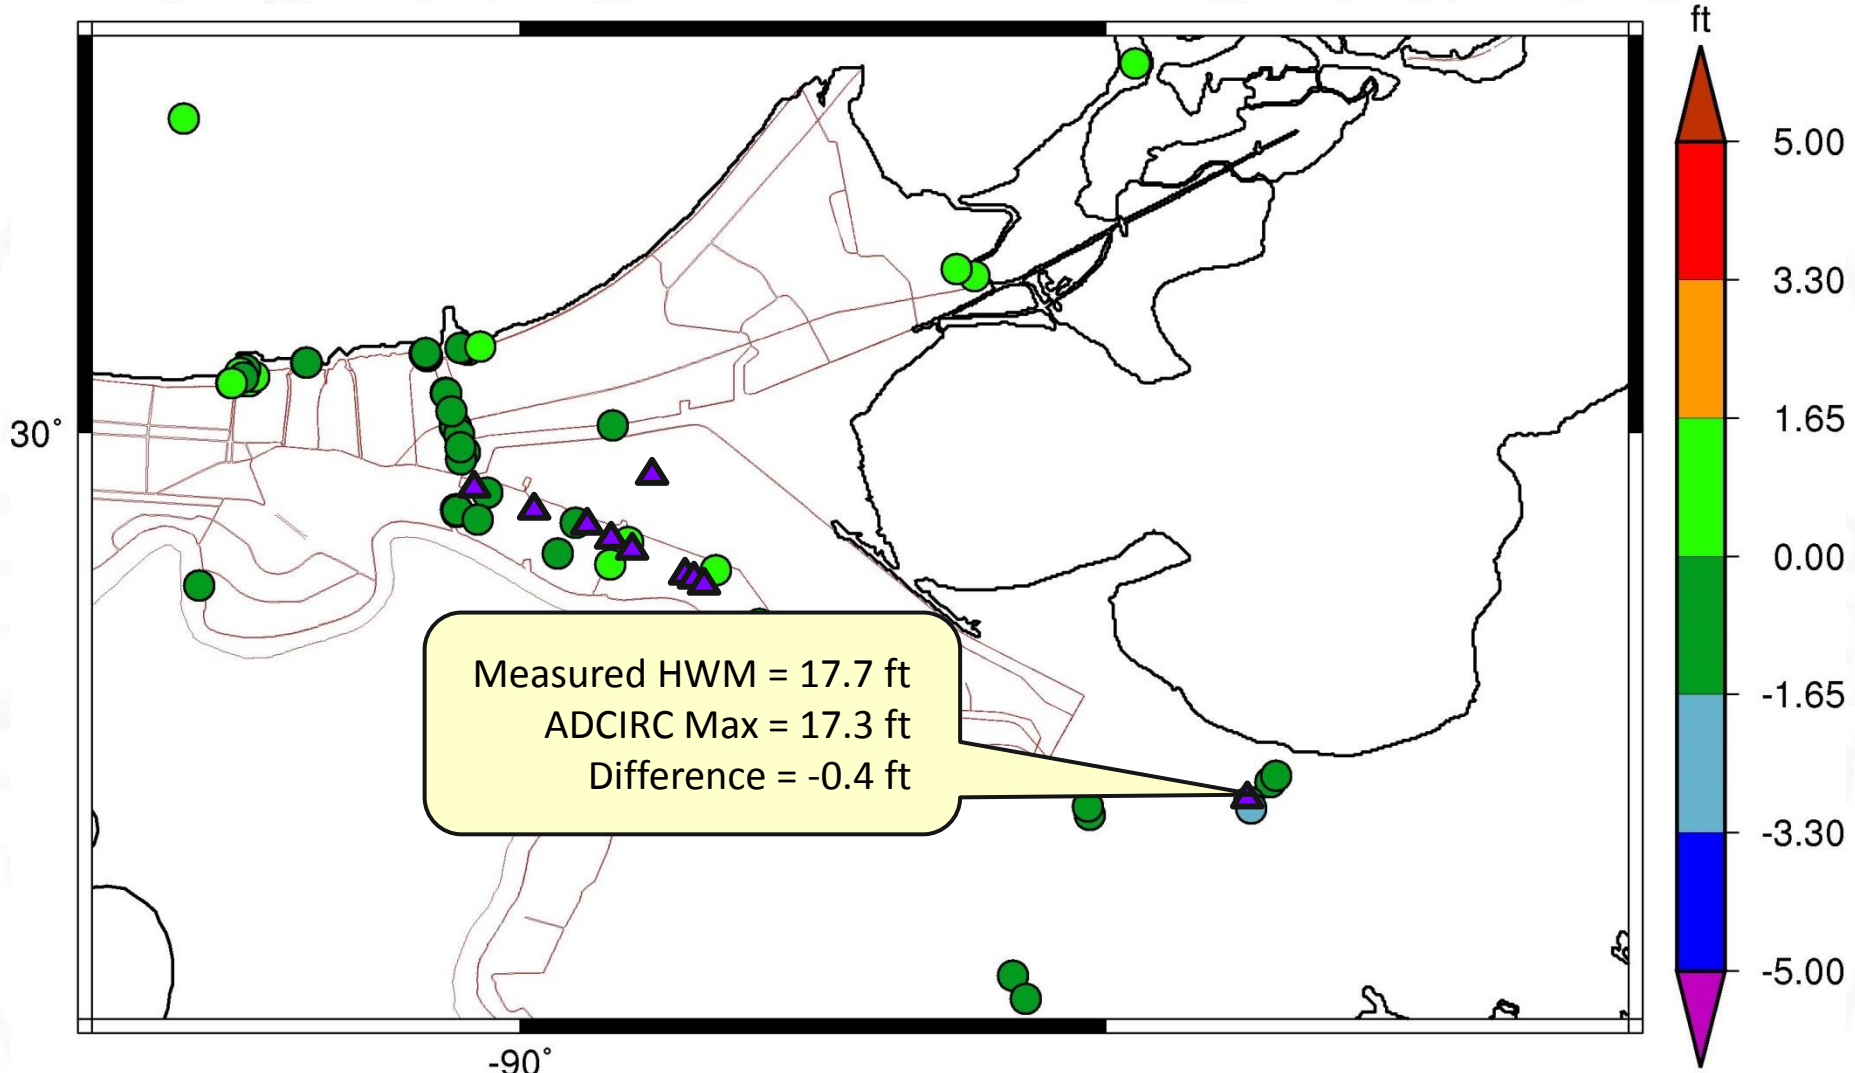 ft
5.00
3.30
1.65
30°
0.00
Measured HWM = 17.7 ft
ADCIRC Max = 17.3 ft
Difference = -0.4 ft
-1.65
-3.30
-5.00
-90°